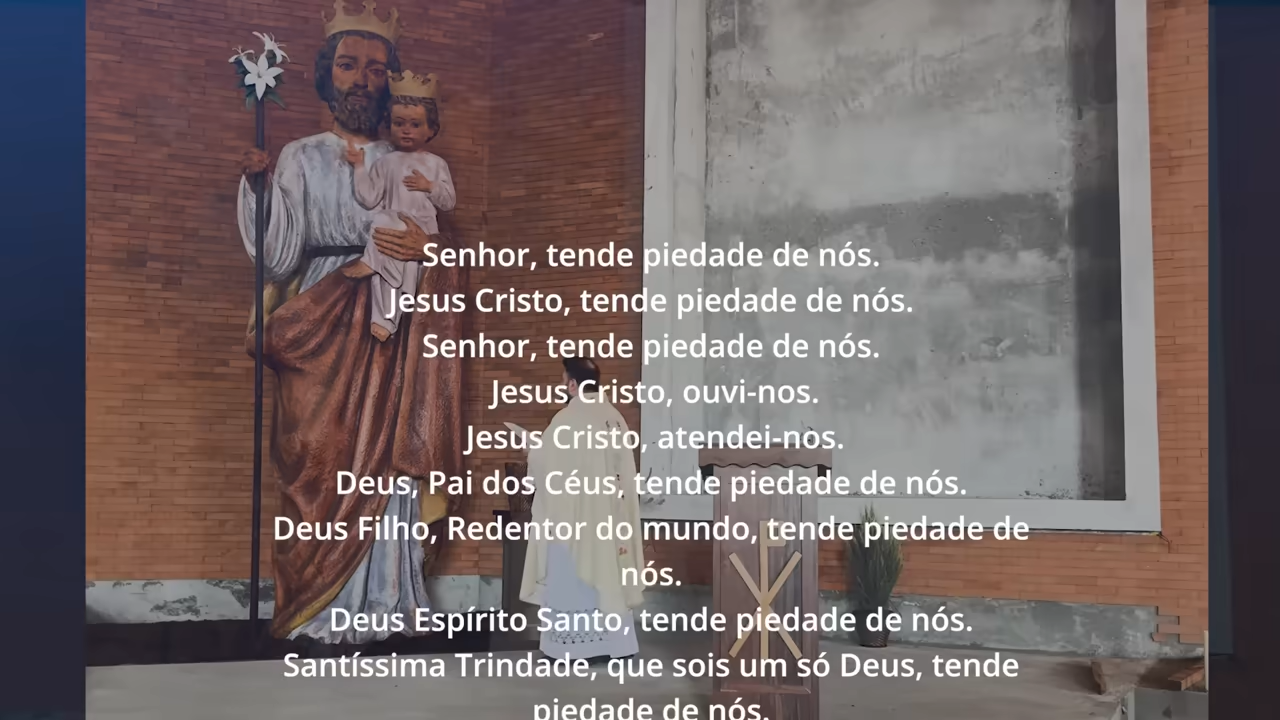 Senhor, tende piedade de nós.
Jesus Cristo, tende piedade de nós.
Senhor, tende piedade de nós.
Jesus Cristo, ouvi-nos.
Jesus Cristo, atendei-nos.
Deus, Pai dos Céus, tende piedade de nós.
Deus Filho, Redentor do mundo, tende piedade de
nós.
Deus Espírito Santo, tende piedade de nós.
Santíssima Trindade, que sois um só Deus, tende
piedade de nós.